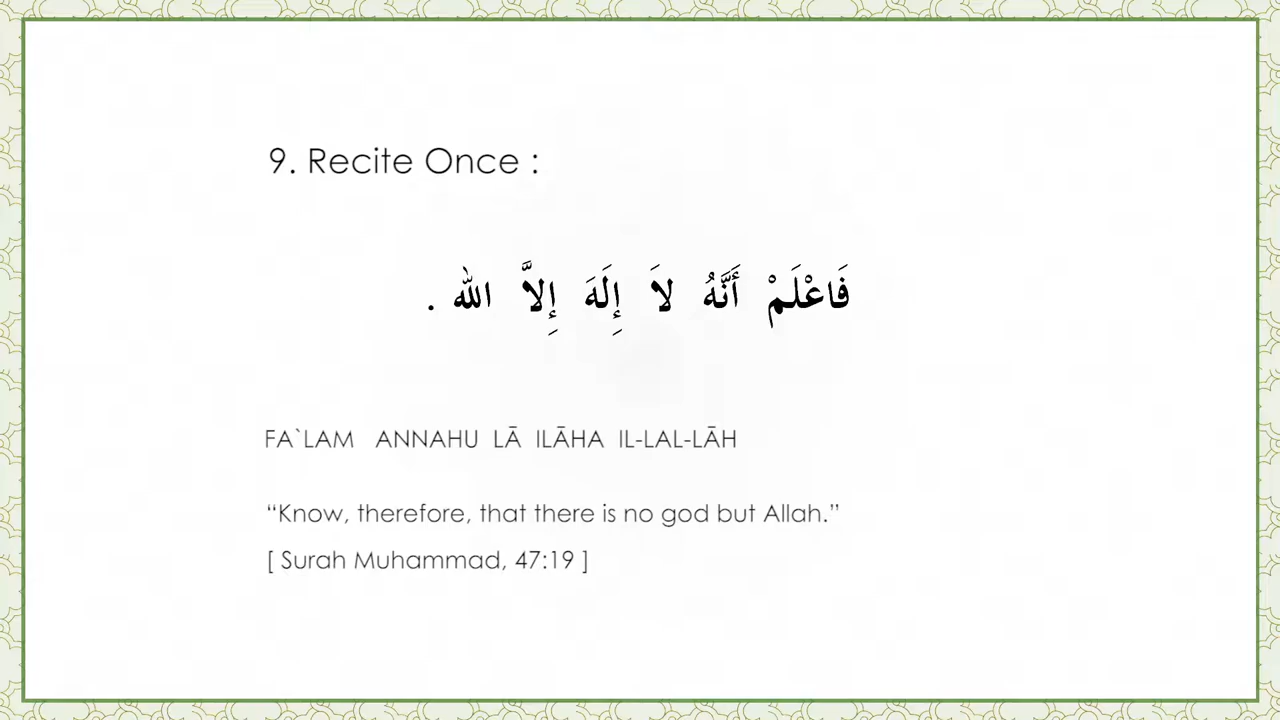 9. Recite Once :
فَاعْلَمْ أَنَّهُ لاَ إِلَهَ إِلاَّ الله .
FA`LAM ANNAHU LĀ ILĀHA IL-LAL-LĀH
“Know, therefore, that there is no god but Allah.”
[ Surah Muhammad, 47:19 ]